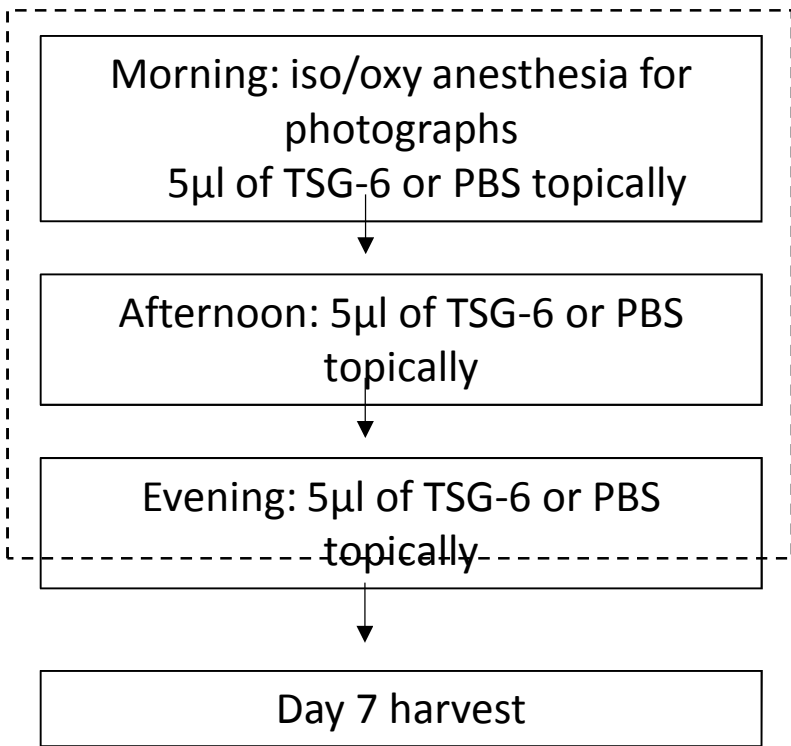 Morning: iso/oxy anesthesia for
photographs
5µl of TSG-6 or PBS topically
Afternoon: 5µl of TSG-6 or PBS
topically
Evening: 5µl of TSG-6 or PBS
topically
Day 7 harvest